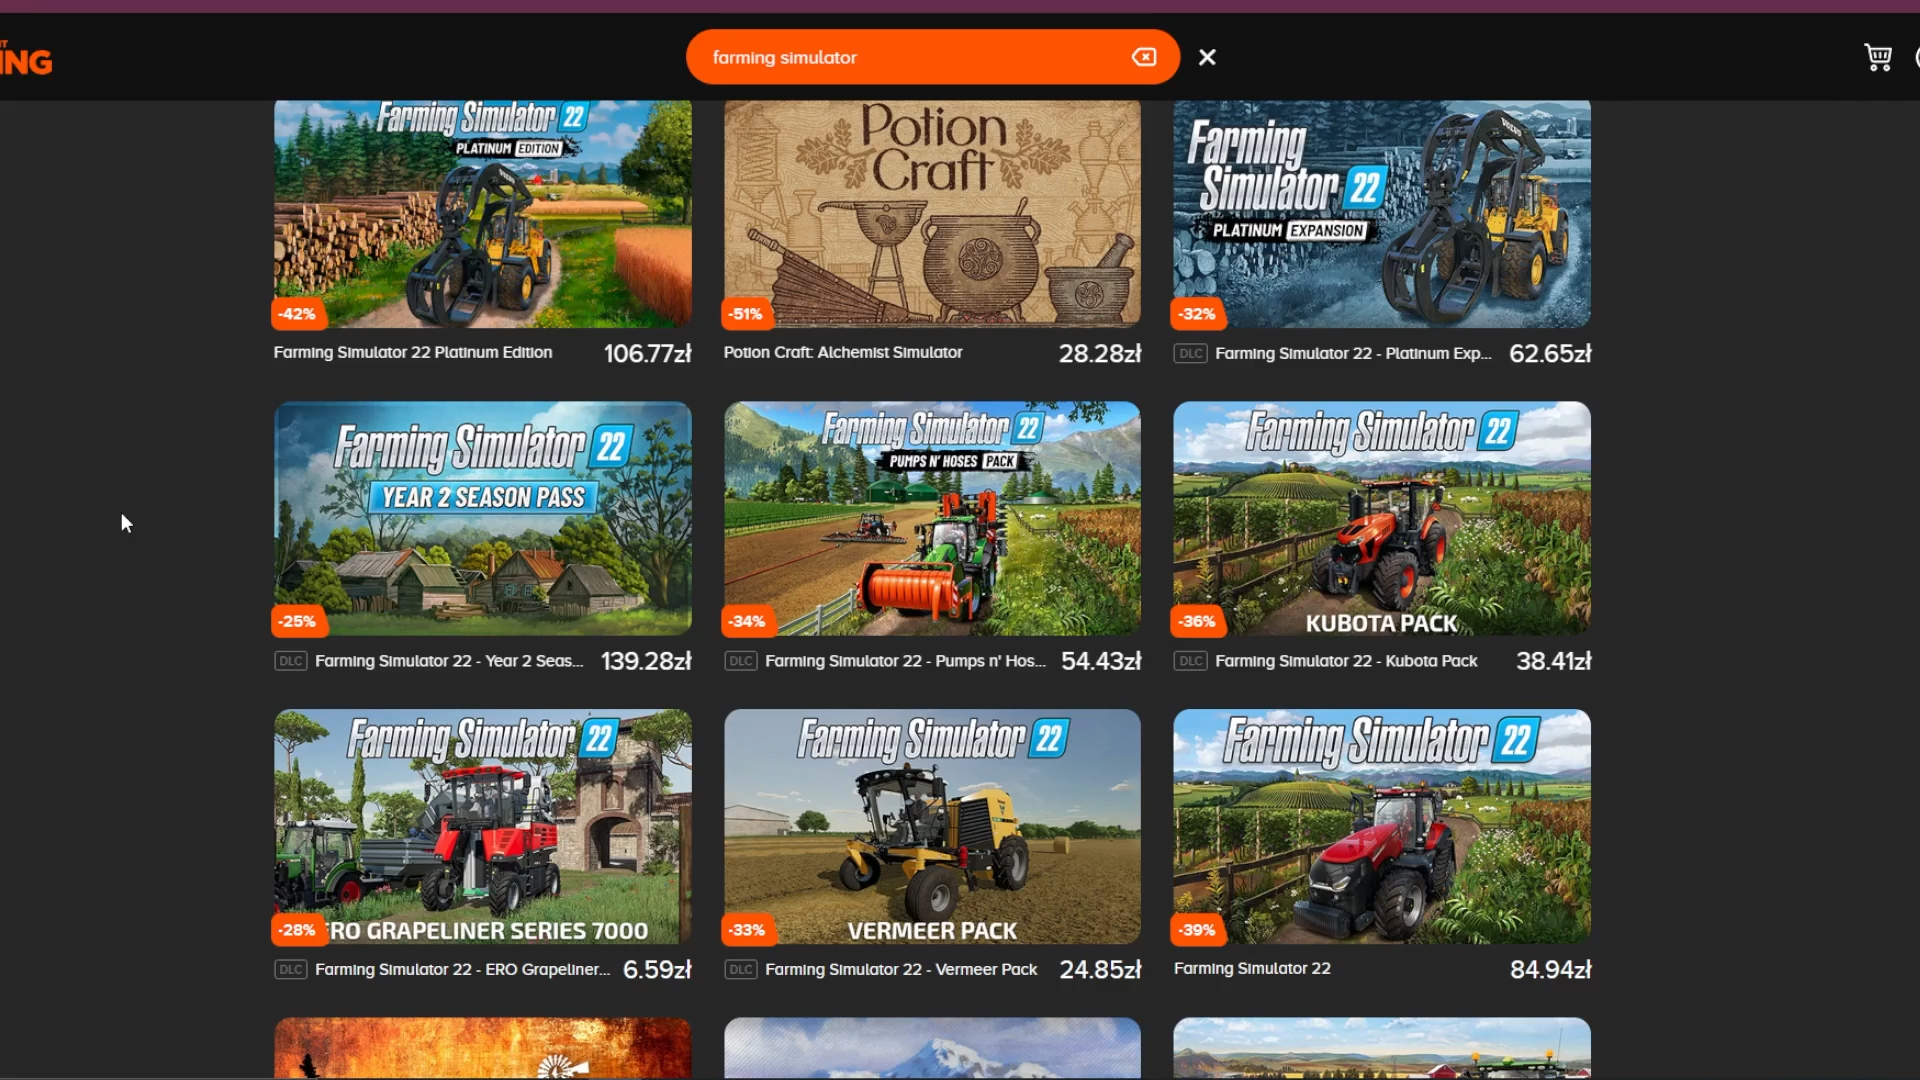 NT
ING
farming simulator
Farming Simulator 22
PLATINUM EDITION
Potion
Craft
Farming
Simulator 22
PLATINUM EXPANSION
VOLVO
-42%
-51%
-32%
Farming Simulator 22 Platinum Edition
106.77zł
Potion Craft: Alchemist Simulator
28.28zł
DLC
Farming Simulator 22 - Platinum Exp...
62.65zł
Farming Simulator 22
YEAR 2 SEASON PASS
Farming Simulator 22
PUMPS N' HOSES PACK
Farming Simulator 22
KUBOTA PACK
-25%
-34%
-36%
DLC
Farming Simulator 22 - Year 2 Seas...
139.28zł
DLC
Farming Simulator 22 - Pumps n' Hos...
54.43zł
DLC
Farming Simulator 22 - Kubota Pack
38.41zł
Farming Simulator 22
ERO GRAPELINER SERIES 7000
Farming Simulator 22
VERMEER PACK
Farming Simulator 22
-28%
-33%
-39%
DLC
Farming Simulator 22 - ERO Grapeliner...
6.59zł
DLC
Farming Simulator 22 - Vermeer Pack
24.85zł
Farming Simulator 22
84.94zł